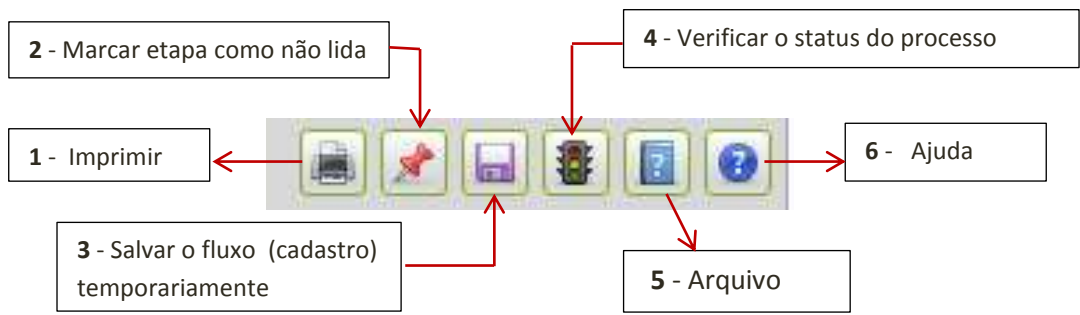 2 - Marcar etapa como não lida
4 - Verificar o status do processo
1 - Imprimir
6 - Ajuda
3 - Salvar o fluxo (cadastro)
temporariamente
5 - Arquivo